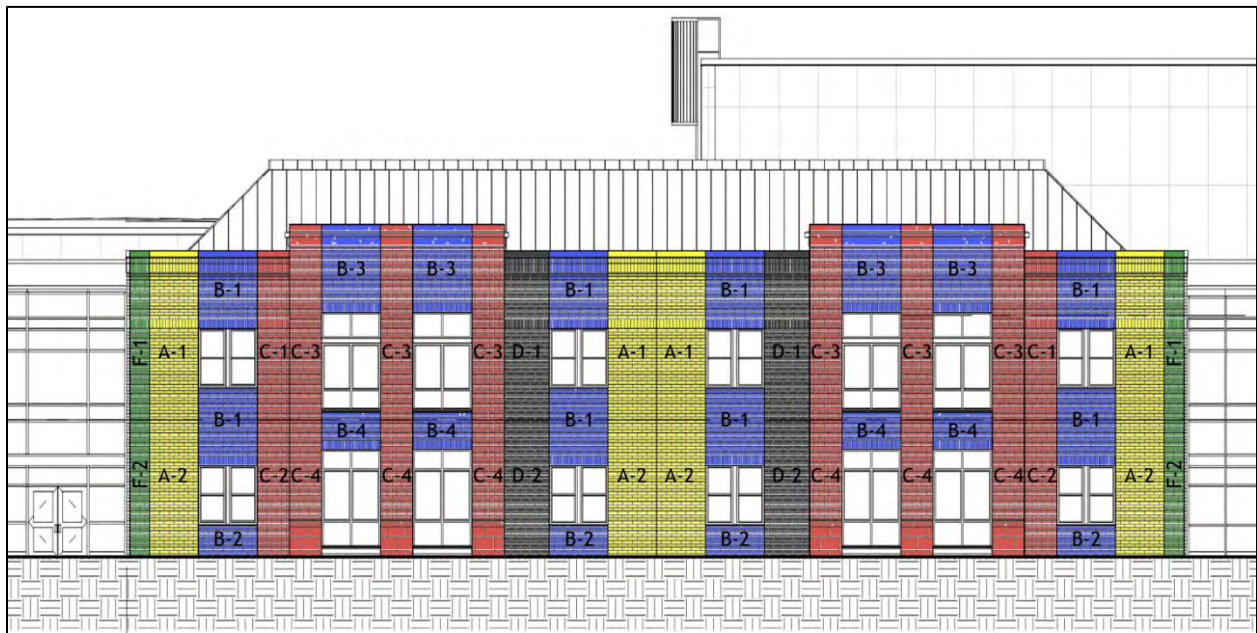 B-3 B-3 B-3 B-3
B-1 B-1 B-1 B-1
F-1 A-1 C-1 C-3 C-3 C-3 D-1 A-1 A-1 D-1 C-3 C-3 C-3 C-1 A-1 F-1
B-1 B-1 B-1 B-1
B-4 B-4 B-4 B-4
F-2 A-2 C-2 C-4 C-4 C-4 D-2 A-2 A-2 D-2 C-4 C-4 C-4 C-2 A-2 F-2
B-2 B-2 B-2 B-2